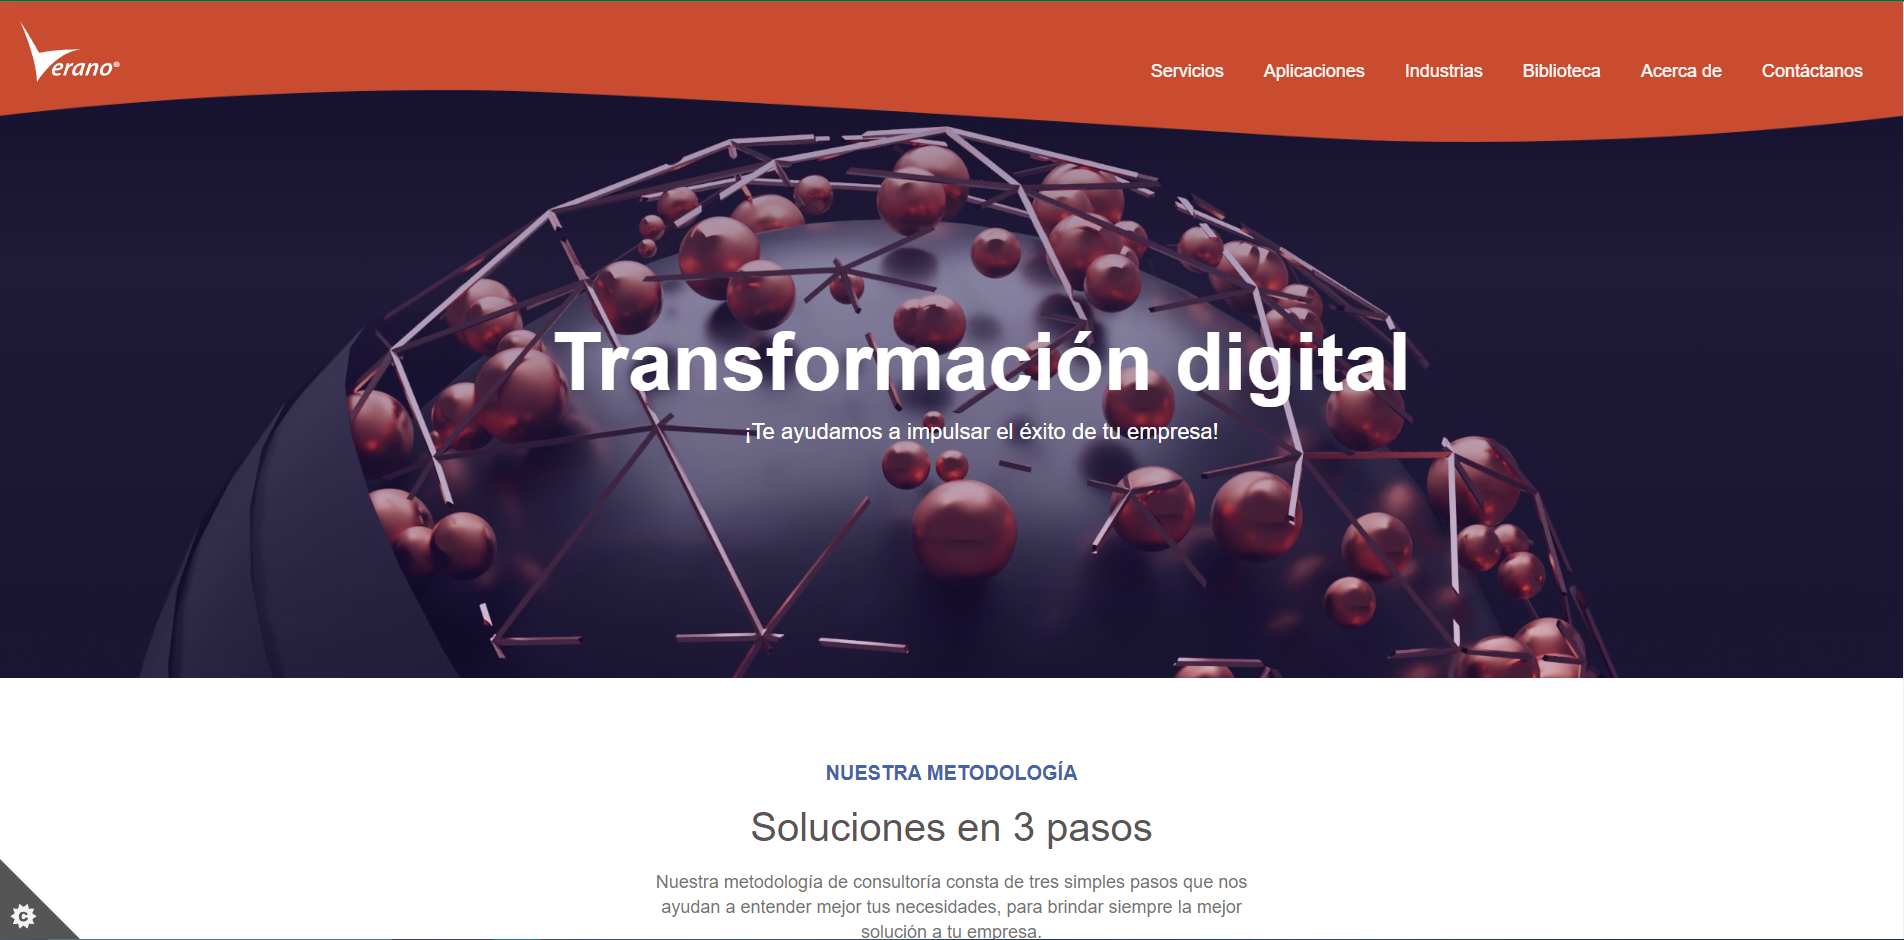 Verano®
Servicios Aplicaciones Industrias Biblioteca Acerca de Contáctanos
Transformación digital
¡Te ayudamos a impulsar el éxito de tu empresa!
NUESTRA METODOLOGÍA
Soluciones en 3 pasos
Nuestra metodología de consultoría consta de tres simples pasos que nos
ayudan a entender mejor tus necesidades, para brindar siempre la mejor
solución a tu empresa.
C